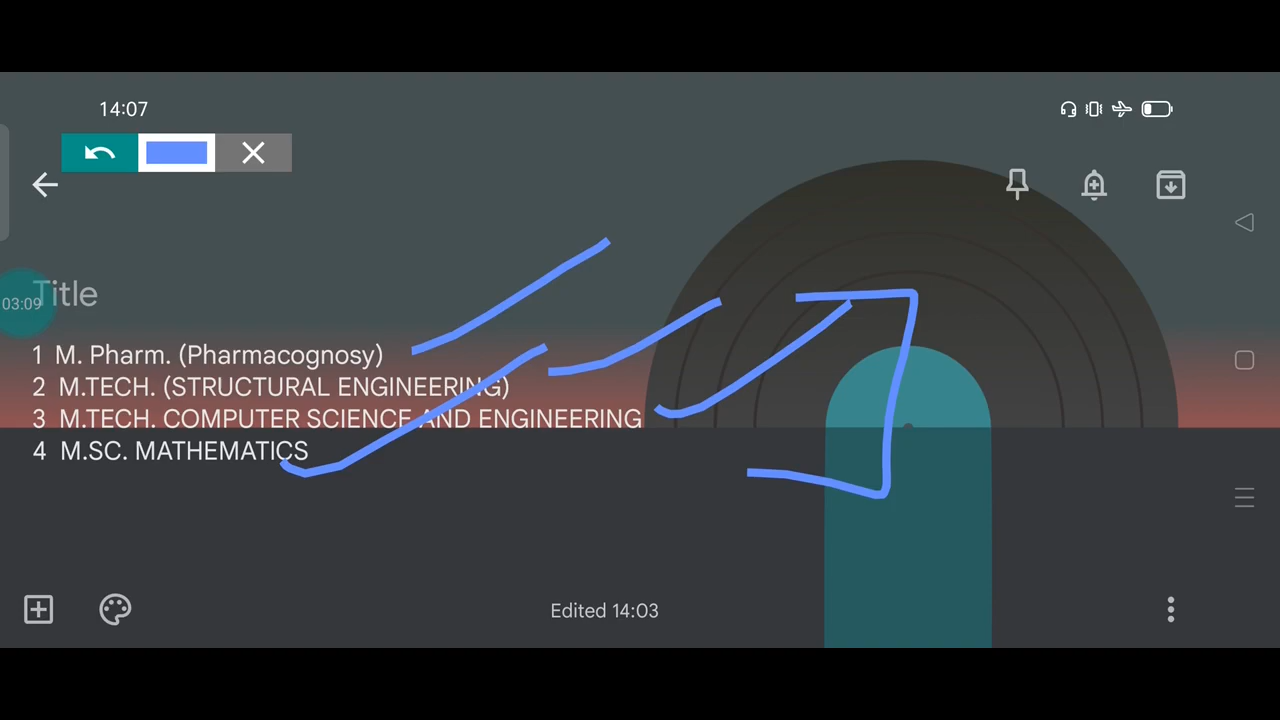 14:07
03:09
Title
1 M. Pharm. (Pharmacognosy)
2 M.TECH. (STRUCTURAL ENGINEERING)
3 M.TECH. COMPUTER SCIENCE AND ENGINEERING
4 M.SC. MATHEMATICS
Edited 14:03